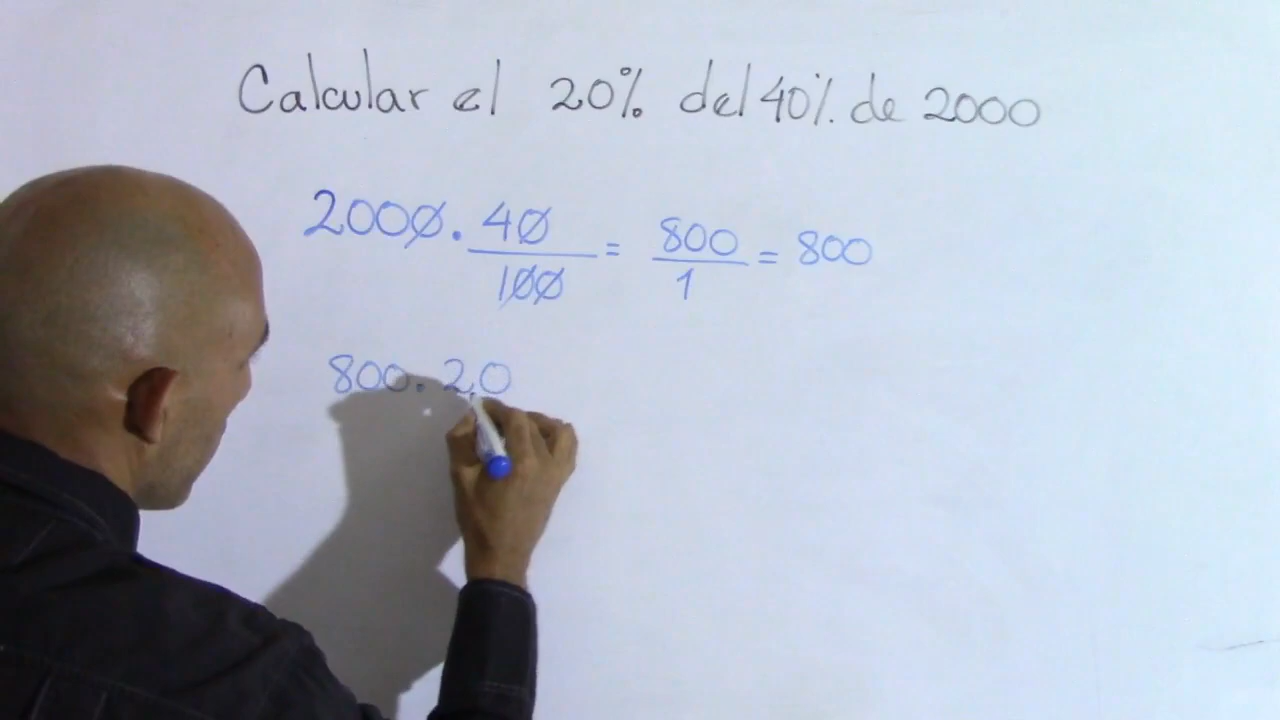 Calcular el 20% del 40% de 2000
2000 . 40/100 = 800/1 = 800
800 . 20